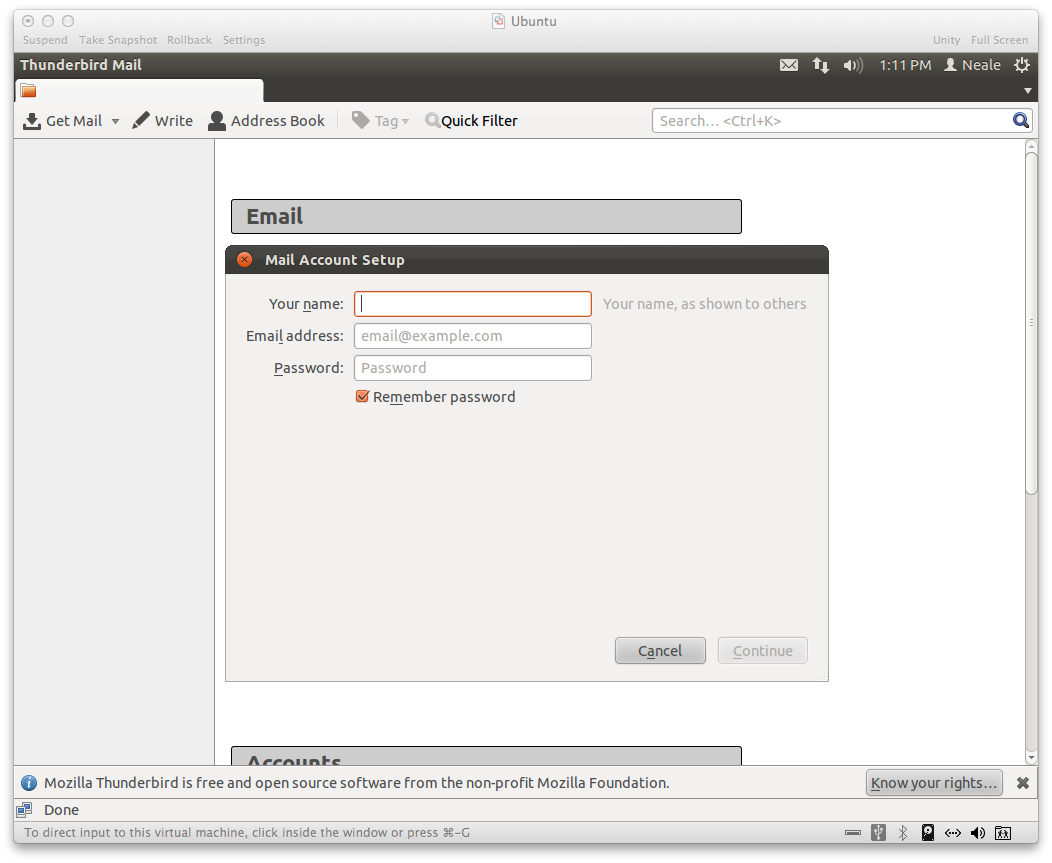 Ubuntu
Suspend Take Snapshot Rollback Settings Unity Full Screen
Thunderbird Mail 1:11 PM Neale
Get Mail Write Address Book Tag Quick Filter Search... <Ctrl+K>
Email
Mail Account Setup
Your name: Your name, as shown to others
Email address: email@example.com
Password: Password
Remember password
Cancel Continue
Accounts
Mozilla Thunderbird is free and open source software from the non-profit Mozilla Foundation. Know your rights...
Done
To direct input to this virtual machine, click inside the window or press ⌘-G